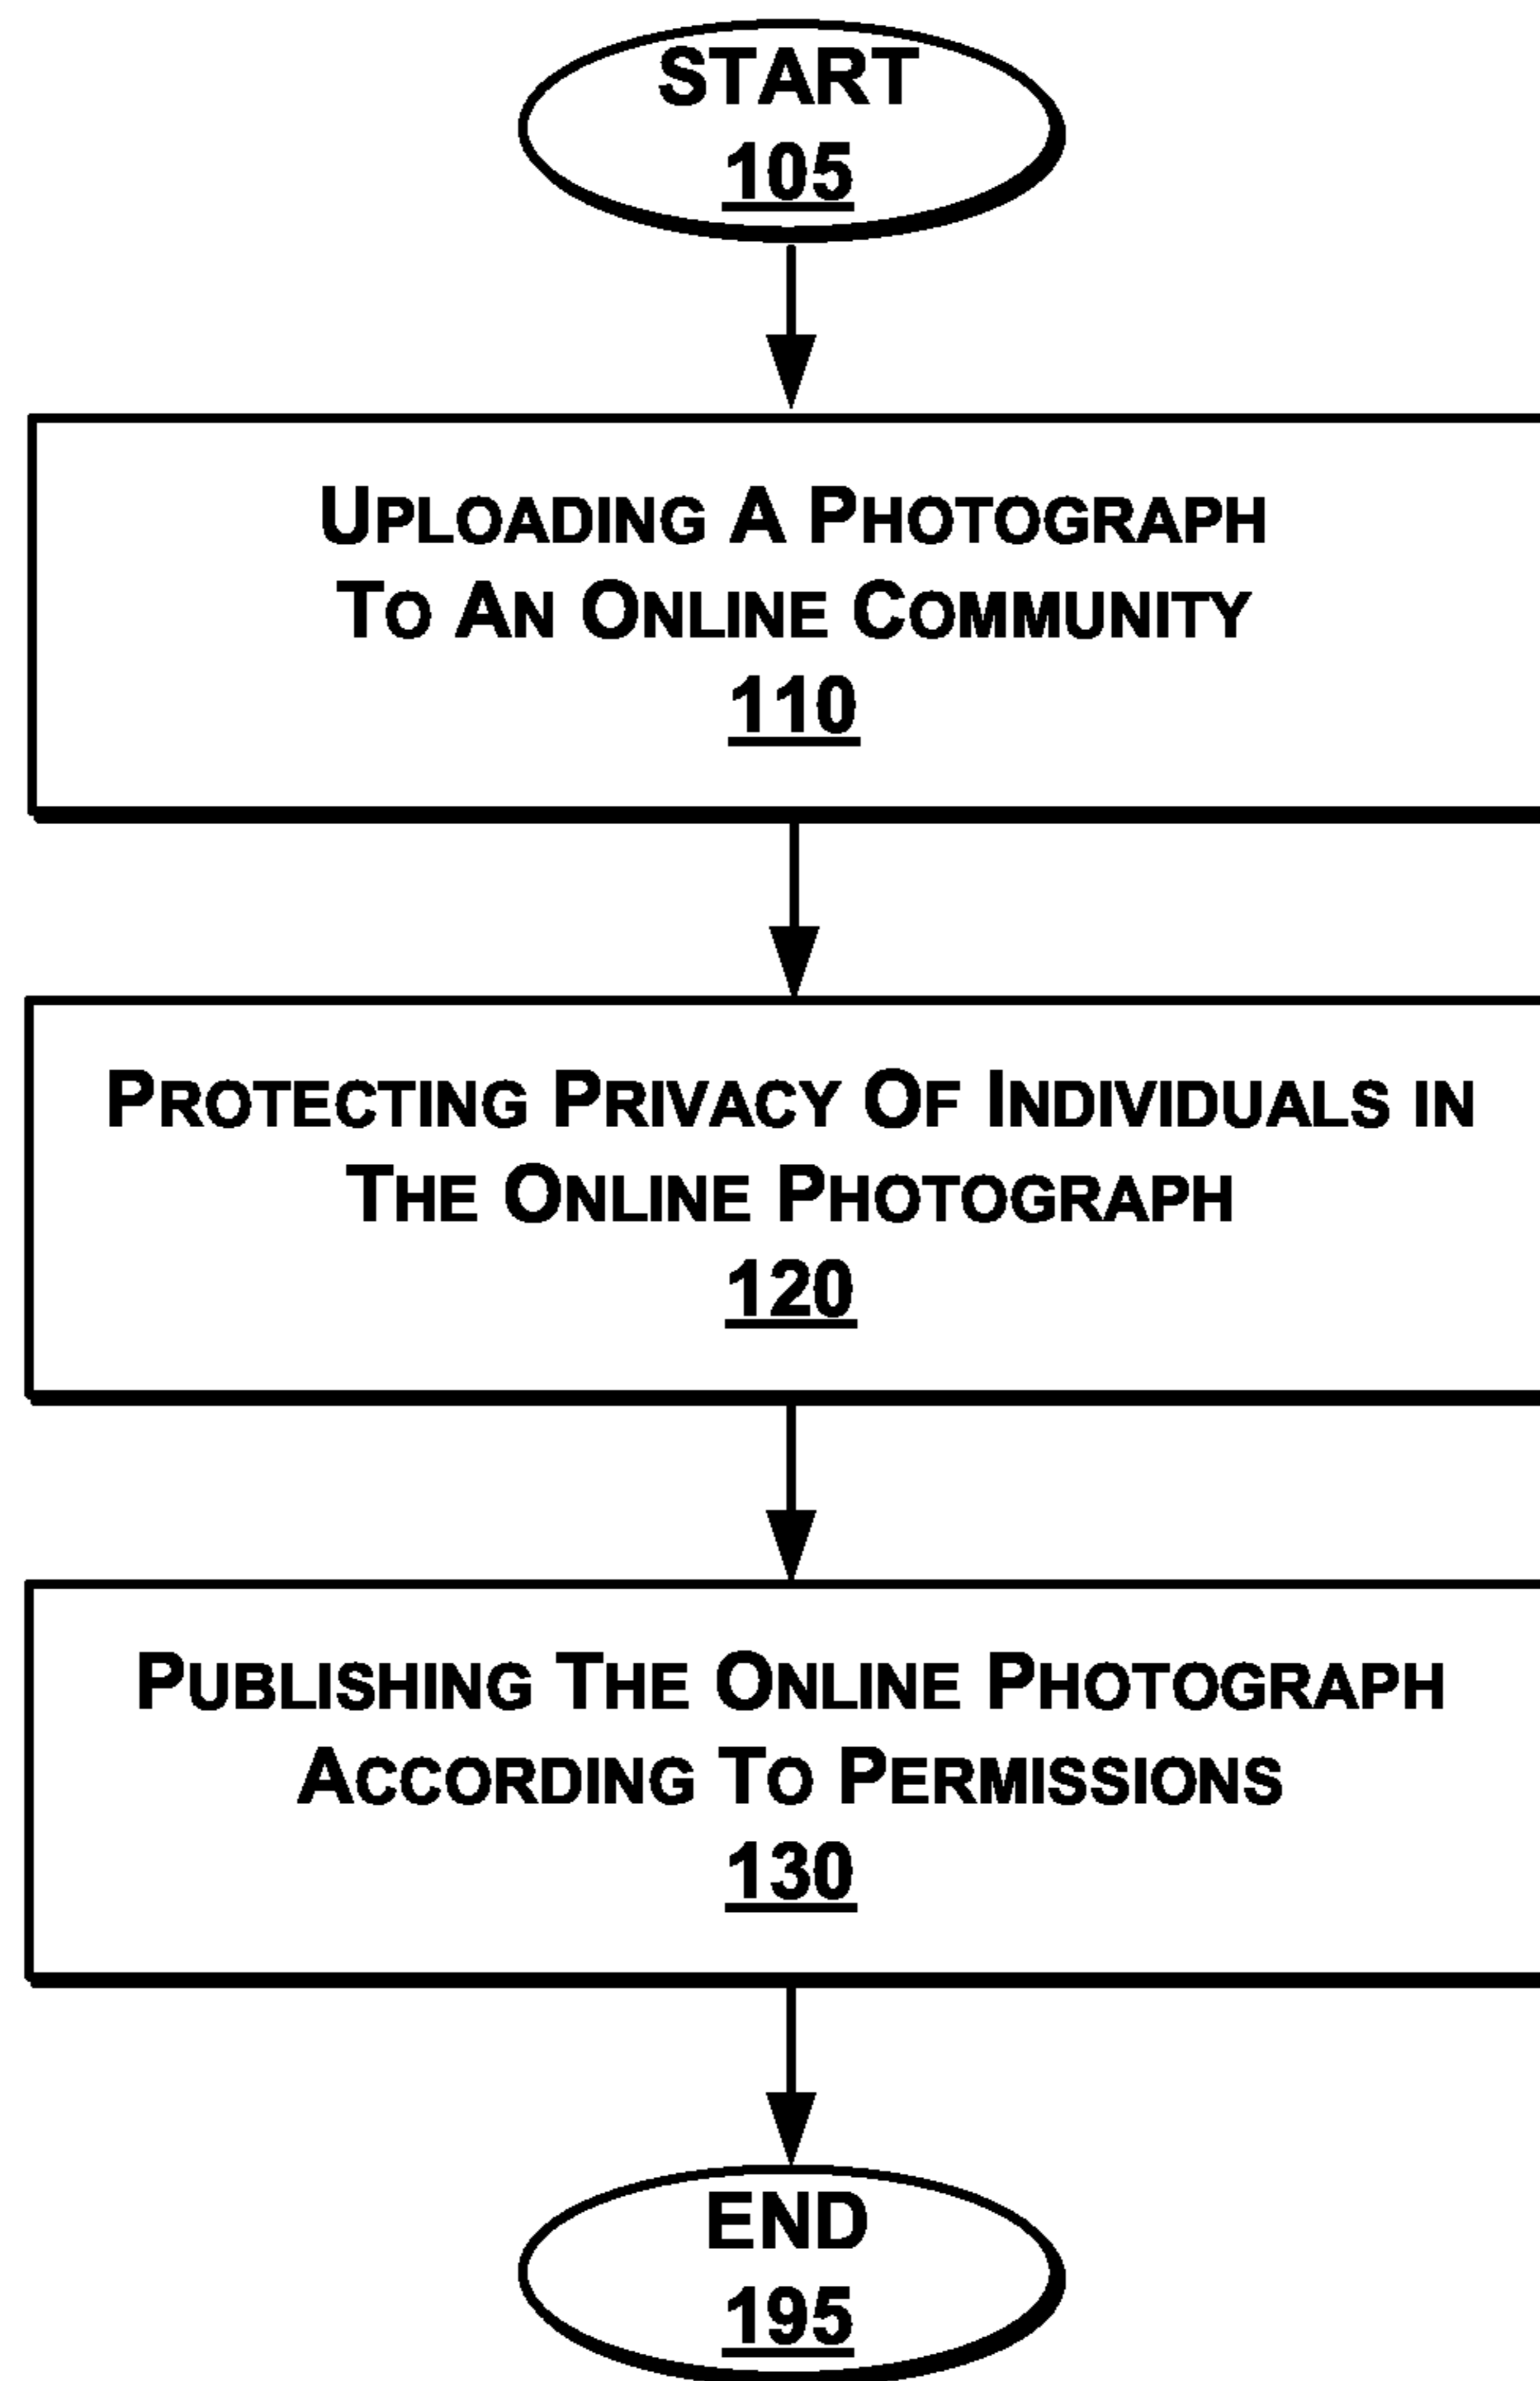 START
105
UPLOADING A PHOTOGRAPH
TO AN ONLINE COMMUNITY
110
PROTECTING PRIVACY OF INDIVIDUALS IN
THE ONLINE PHOTOGRAPH
120
PUBLISHING THE ONLINE PHOTOGRAPH
ACCORDING TO PERMISSIONS
130
END
195